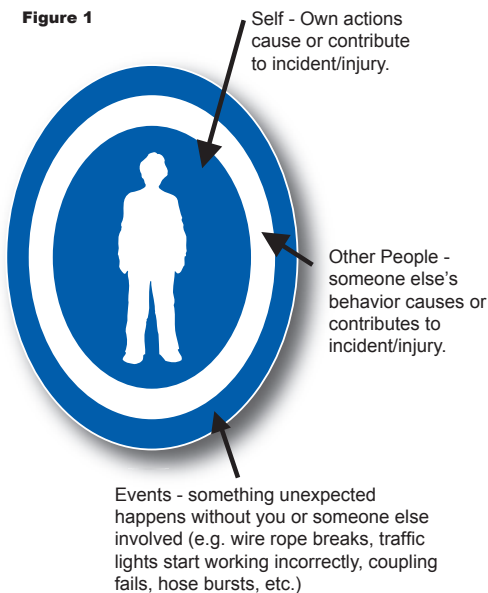 Figure 1
Self - Own actions
cause or contribute
to incident/injury.
Other People -
someone else's
behavior causes or
contributes to
incident/injury.
Events - something unexpected
happens without you or someone else
involved (e.g. wire rope breaks, traffic
lights start working incorrectly, coupling
fails, hose bursts, etc.)